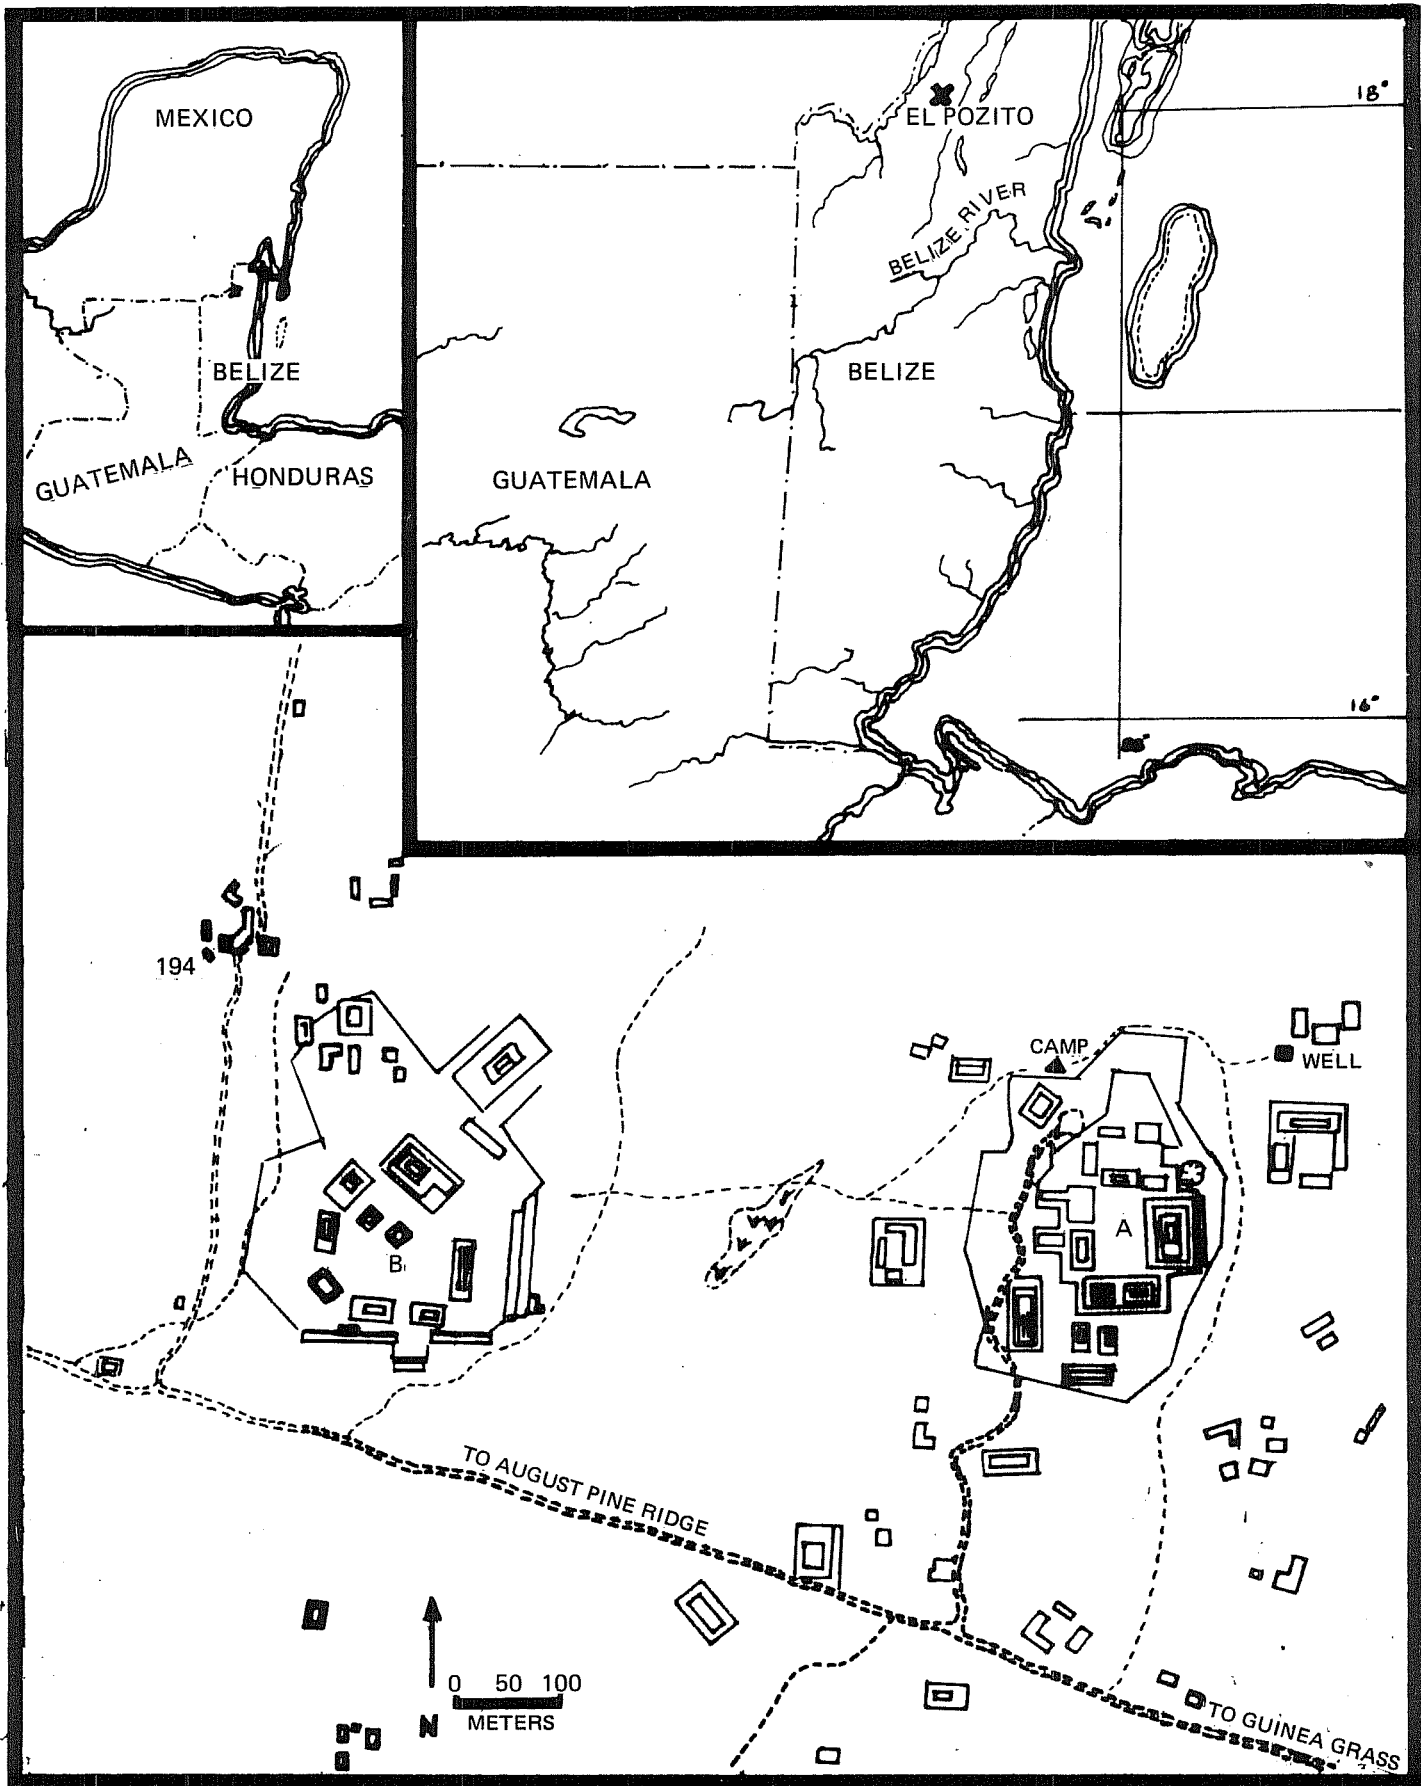 MEXICO
BELIZE
GUATEMALA
HONDURAS
EL POZITO
18°
BELIZE RIVER
BELIZE
GUATEMALA
16°
88°
194
CAMP
WELL
A
B
TO AUGUST PINE RIDGE
0 50 100
METERS
N
TO GUINEA GRASS